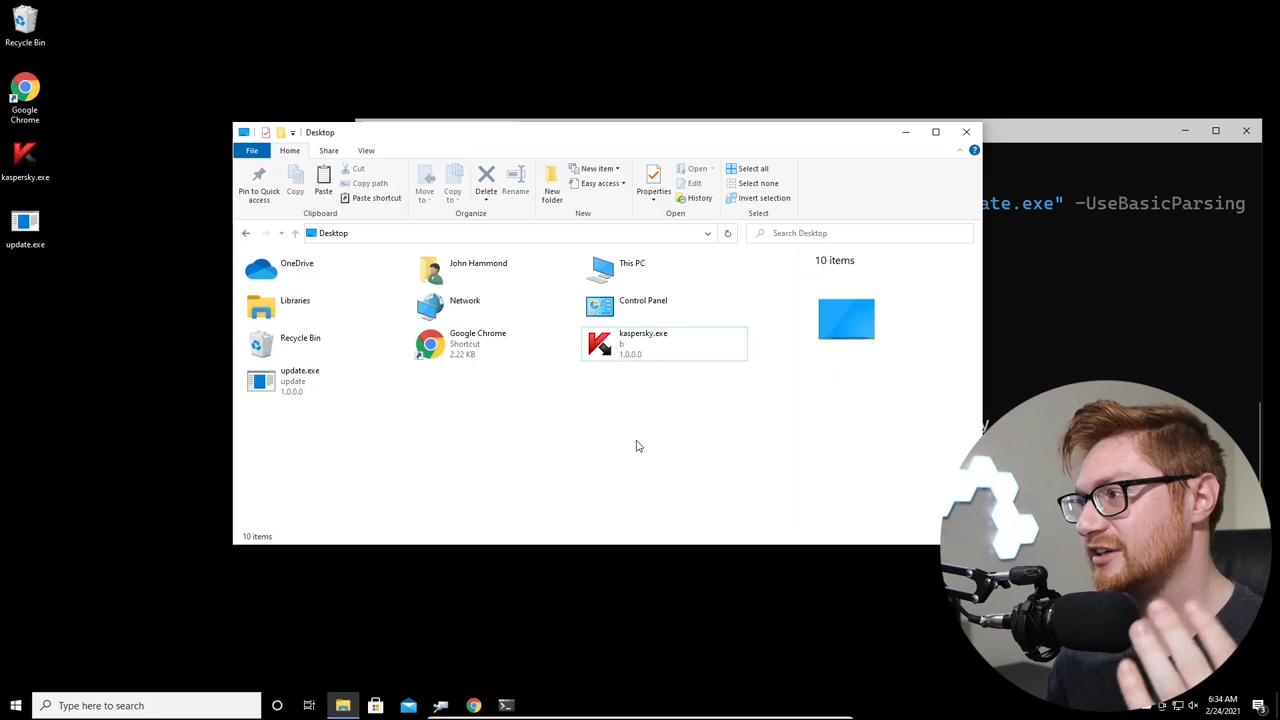 Recycle Bin
Google
Chrome
kaspersky.exe
update.exe
Desktop
File
Home
Share
View
Pin to Quick
access
Copy
Paste
Cut
Copy path
Paste shortcut
Clipboard
Move
to
Copy
to
Delete
Rename
Organize
New
folder
New item
Easy access
New
Properties
Open
Edit
History
Open
Select all
Select none
Invert selection
Select
ate.exe" -UseBasicParsing
Desktop
Search Desktop
OneDrive
John Hammond
This PC
Libraries
Network
Control Panel
Recycle Bin
Google Chrome
Shortcut
2.22 KB
kaspersky.exe
b
1.0.0.0
update.exe
update
1.0.0.0
10 items
y
10 items
Type here to search
6:34 AM
2/24/2021
3